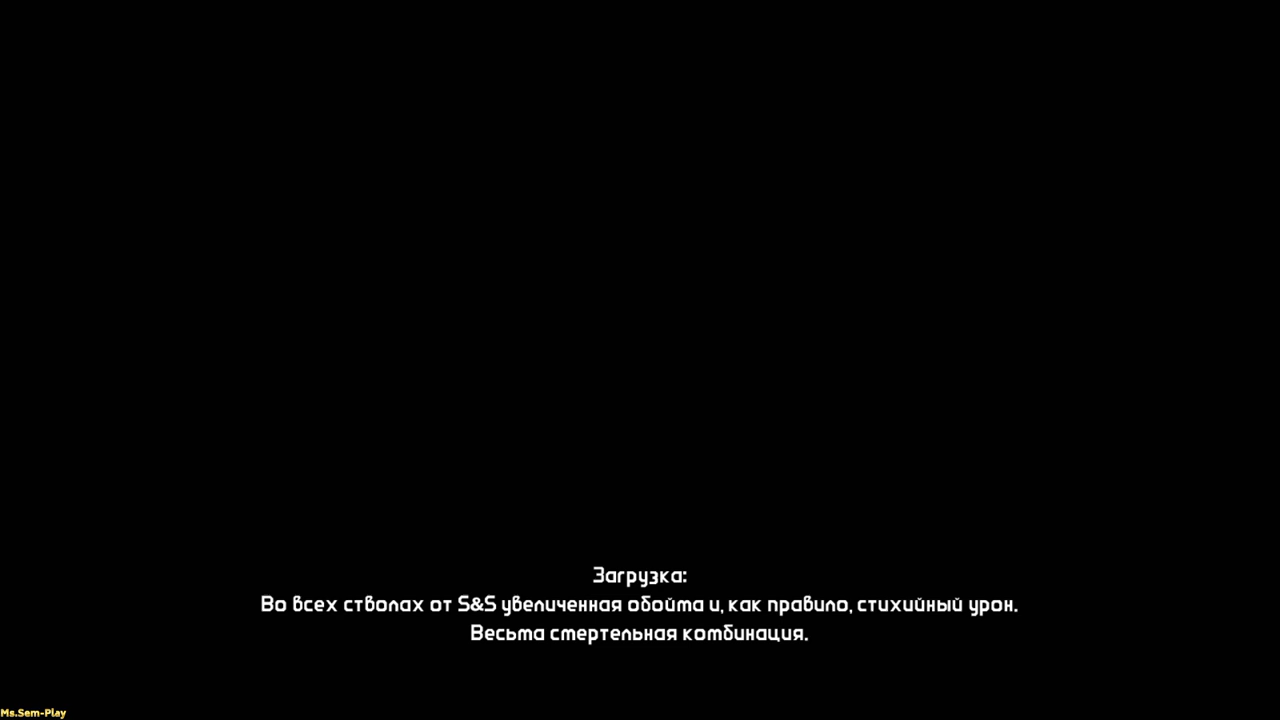 Загрузка:
Во всех стволах от S&S увеличенная обойма и, как правило, стихийный урон.
Весьма смертельная комбинация.
Ms.Sem-Play